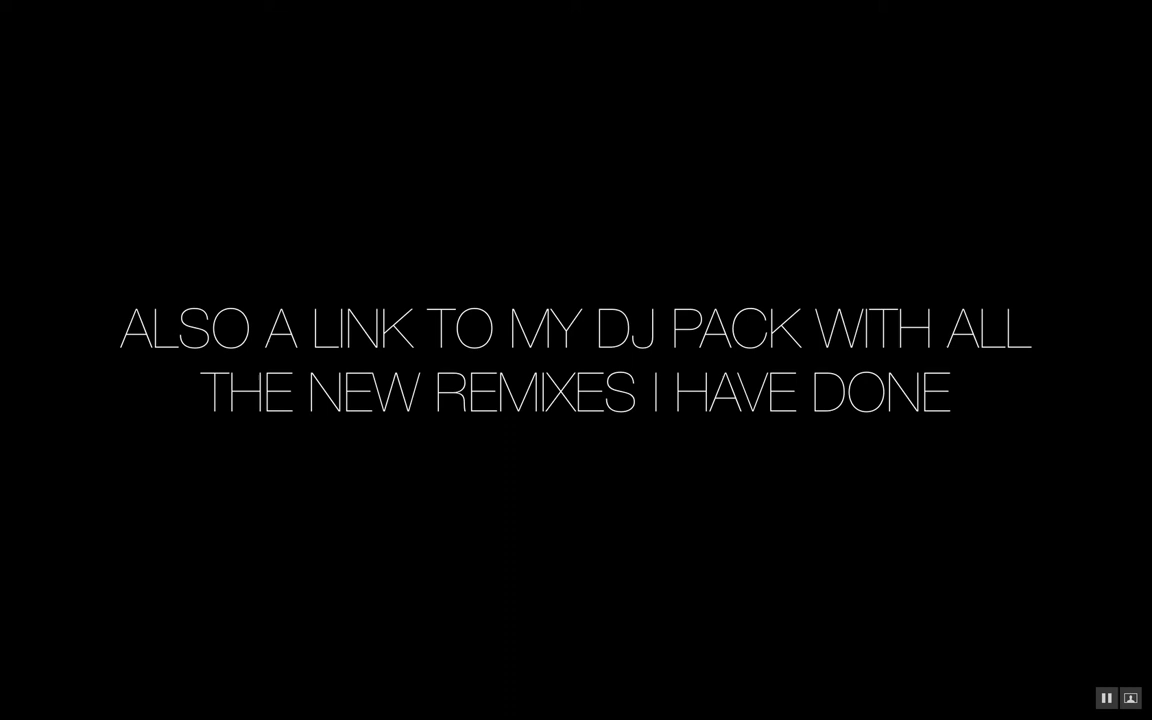 ALSO A LINK TO MY DJ PACK WITH ALL
THE NEW REMIXES I HAVE DONE